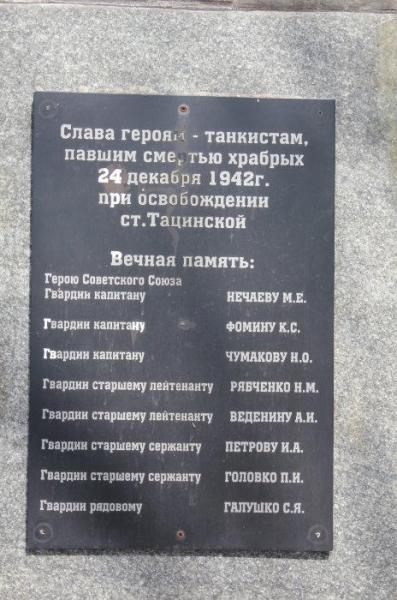 Слава героям - танкистам,
павшим смертью храбрых
24 декабря 1942г.
при освобождении
ст.Тацинской
Вечная память:
Герою Советского Союза
Гвардии капитану НЕЧАЕВУ М.Е.
Гвардии капитану ФОМИНУ К.С.
Гвардии капитану ЧУМАКОВУ Н.О.
Гвардии старшему лейтенанту РЯБЧЕНКО Н.М.
Гвардии старшему лейтенанту ВЕДЕНИНУ А.И.
Гвардии старшему сержанту ПЕТРОВУ И.А.
Гвардии старшему сержанту ГОЛОВКО П.И.
Гвардии рядовому ГАЛУШКО С.Я.